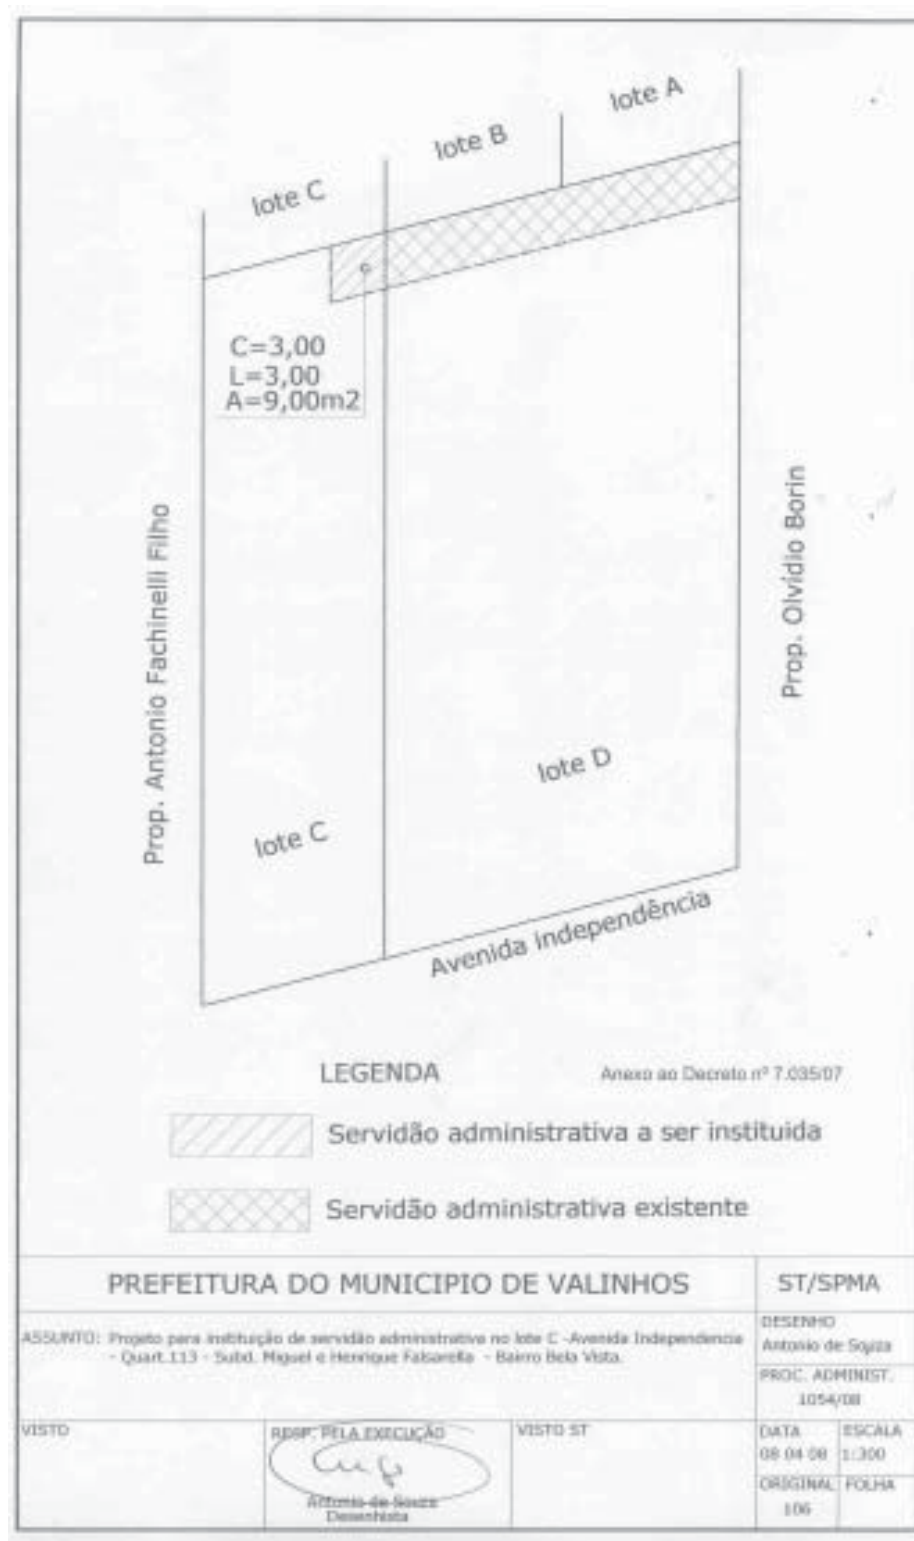 lote A
lote B
lote C
C=3,00
L=3,00
A=9,00m2
Prop. Antonio Fachinelli Filho
Prop. Olvídio Borin
lote D
lote C
Avenida independência
LEGENDA
Anexo ao Decreto nº 7.035/07
Servidão administrativa a ser instituida
Servidão administrativa existente
PREFEITURA DO MUNICIPIO DE VALINHOS
ST/SPMA
ASSUNTO: Projeto para instituição de servidão administrativa no lote C -Avenida Independencia
- Quart.113 - Subd. Miguel e Henrique Falsarella - Bairro Bela Vista.
DESENHO
Antonio de Souza
PROC. ADMINIST.
1054/08
VISTO
RESP. PELA EXECUÇÃO
Antonio de Souza
Desenhista
VISTO ST
DATA
08 04 08
ESCALA
1:300
ORIGINAL
106
FOLHA